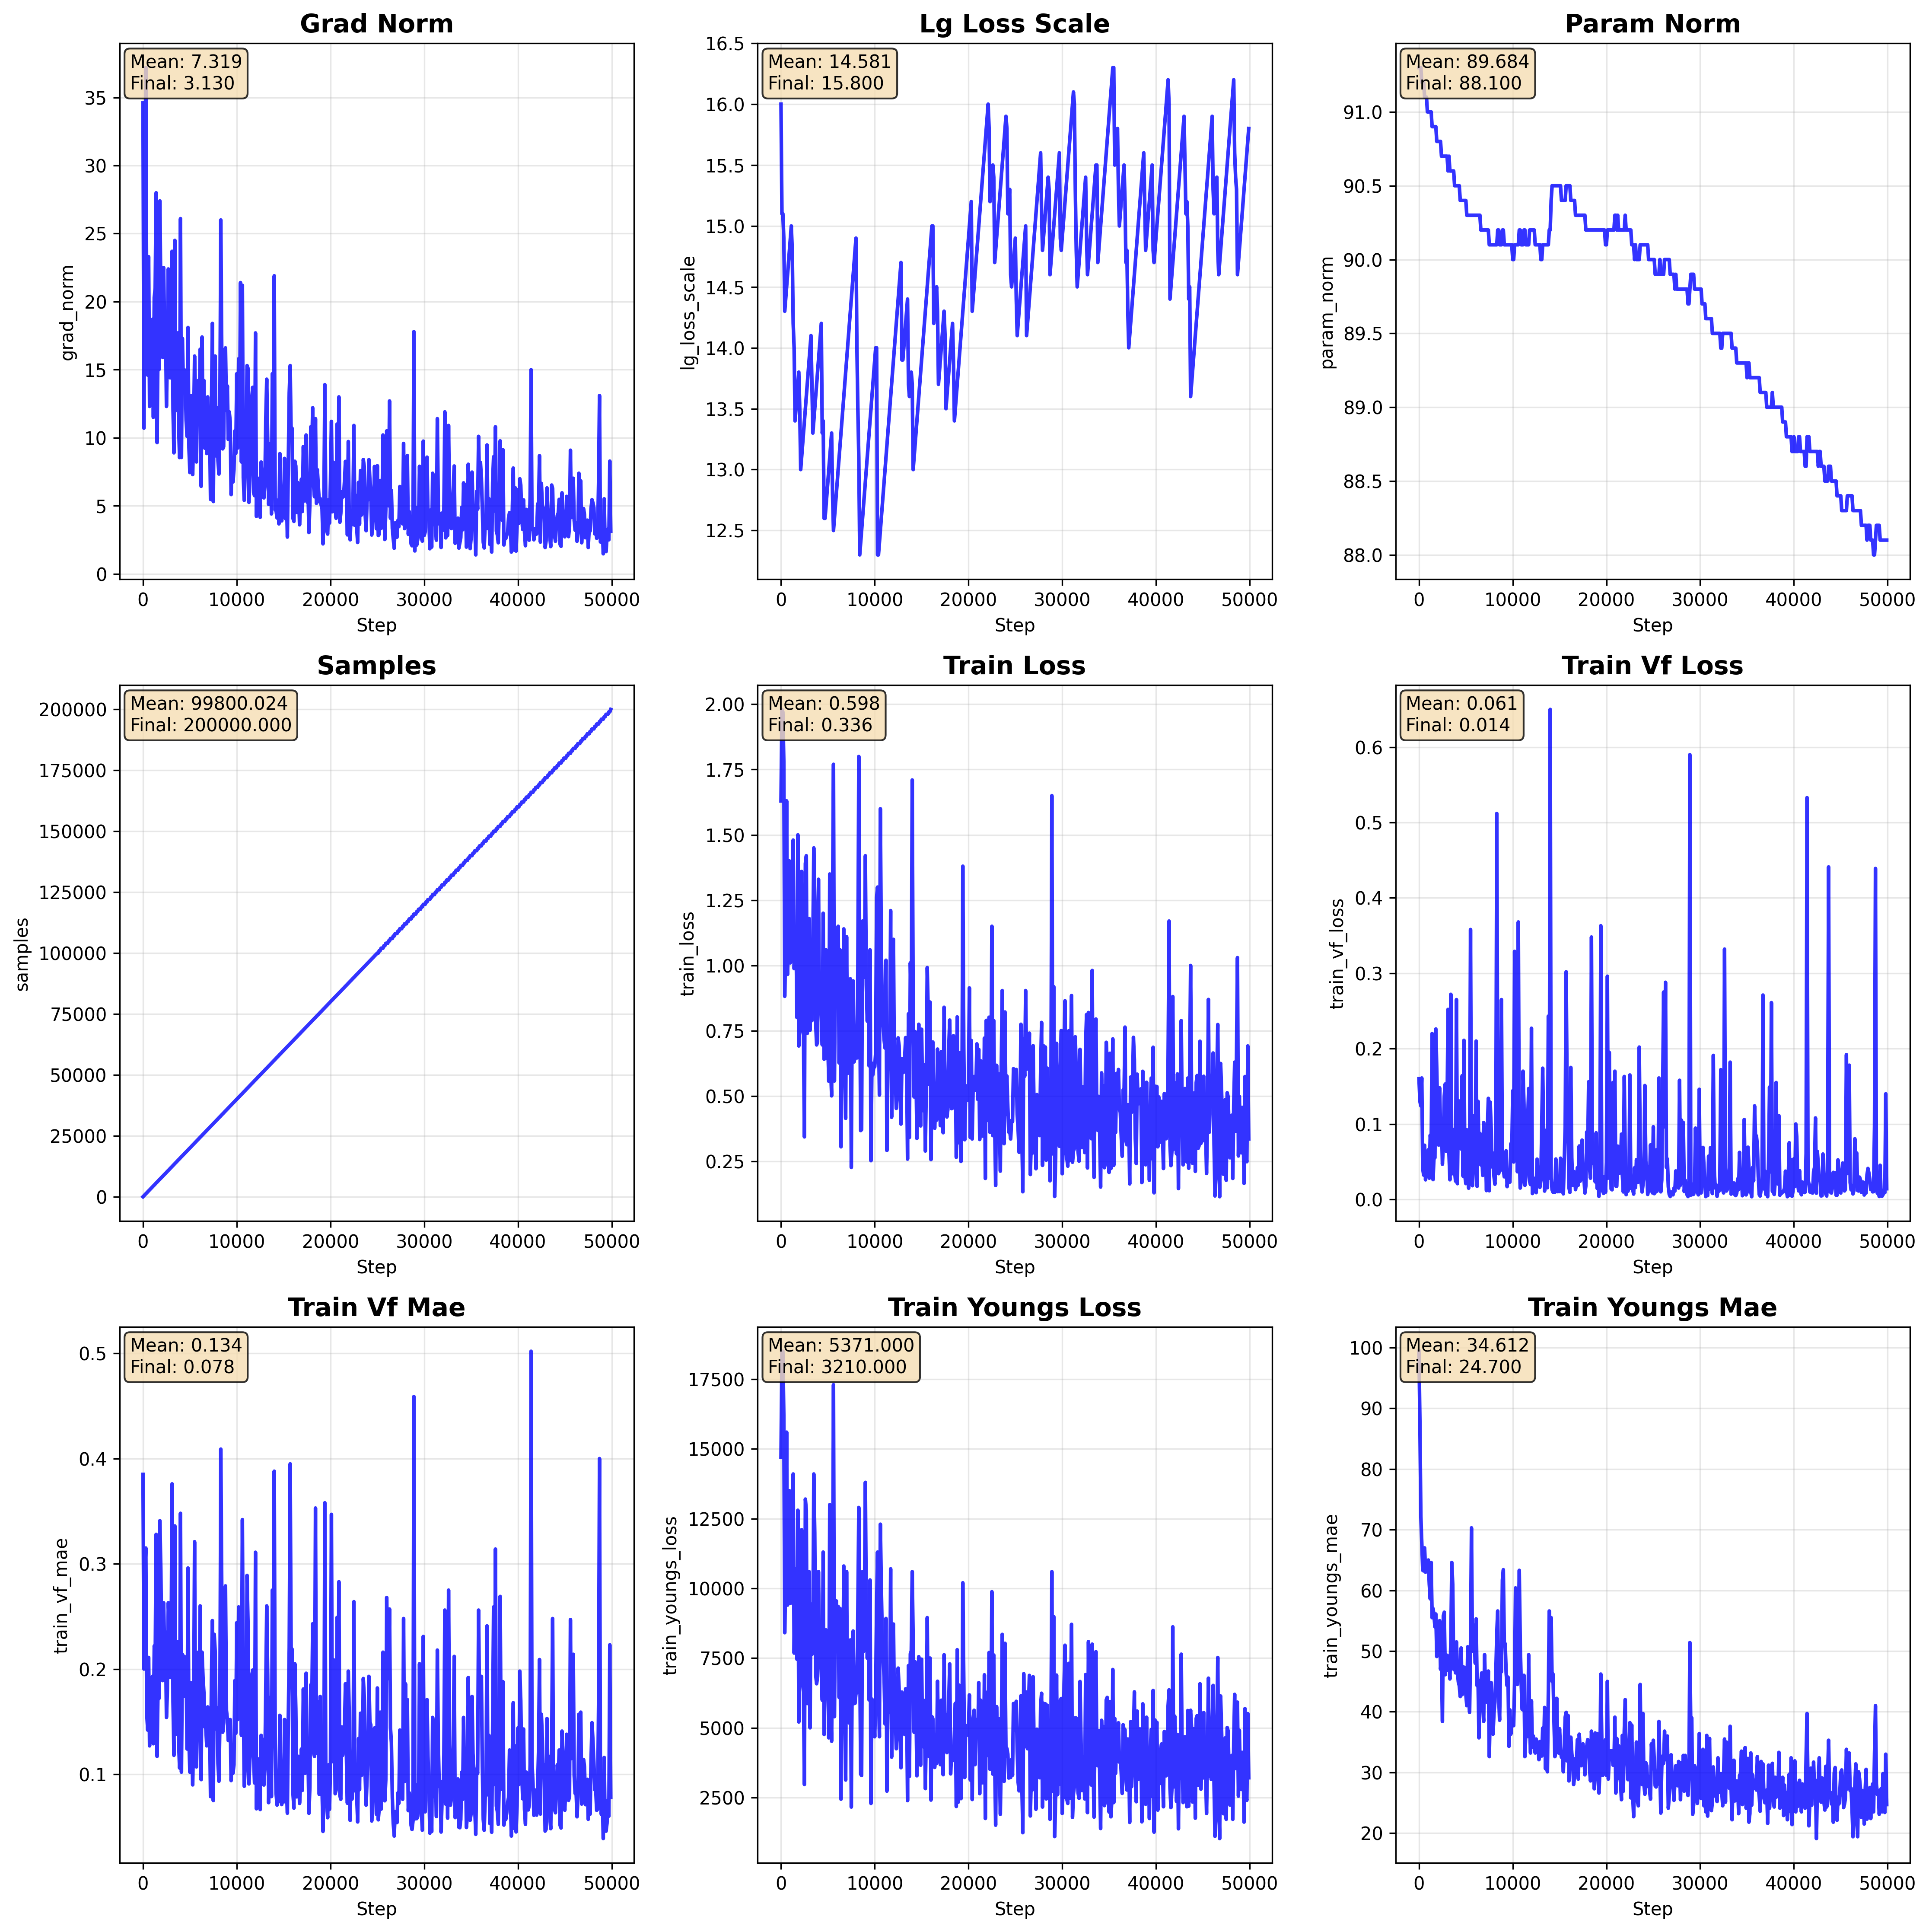 Grad Norm
Mean: 7.319
Final: 3.130
35
30
25
20
15
10
5
0
grad_norm
0 10000 20000 30000 40000 50000
Step
Lg Loss Scale
Mean: 14.581
Final: 15.800
16.5
16.0
15.5
15.0
14.5
14.0
13.5
13.0
12.5
lg_loss_scale
0 10000 20000 30000 40000 50000
Step
Param Norm
Mean: 89.684
Final: 88.100
91.0
90.5
90.0
89.5
89.0
88.5
88.0
param_norm
0 10000 20000 30000 40000 50000
Step
Samples
Mean: 99800.024
Final: 200000.000
200000
175000
150000
125000
100000
75000
50000
25000
0
samples
0 10000 20000 30000 40000 50000
Step
Train Loss
Mean: 0.598
Final: 0.336
2.00
1.75
1.50
1.25
1.00
0.75
0.50
0.25
train_loss
0 10000 20000 30000 40000 50000
Step
Train Vf Loss
Mean: 0.061
Final: 0.014
0.6
0.5
0.4
0.3
0.2
0.1
0.0
train_vf_loss
0 10000 20000 30000 40000 50000
Step
Train Vf Mae
Mean: 0.134
Final: 0.078
0.5
0.4
0.3
0.2
0.1
train_vf_mae
0 10000 20000 30000 40000 50000
Step
Train Youngs Loss
Mean: 5371.000
Final: 3210.000
17500
15000
12500
10000
7500
5000
2500
train_youngs_loss
0 10000 20000 30000 40000 50000
Step
Train Youngs Mae
Mean: 34.612
Final: 24.700
100
90
80
70
60
50
40
30
20
train_youngs_mae
0 10000 20000 30000 40000 50000
Step